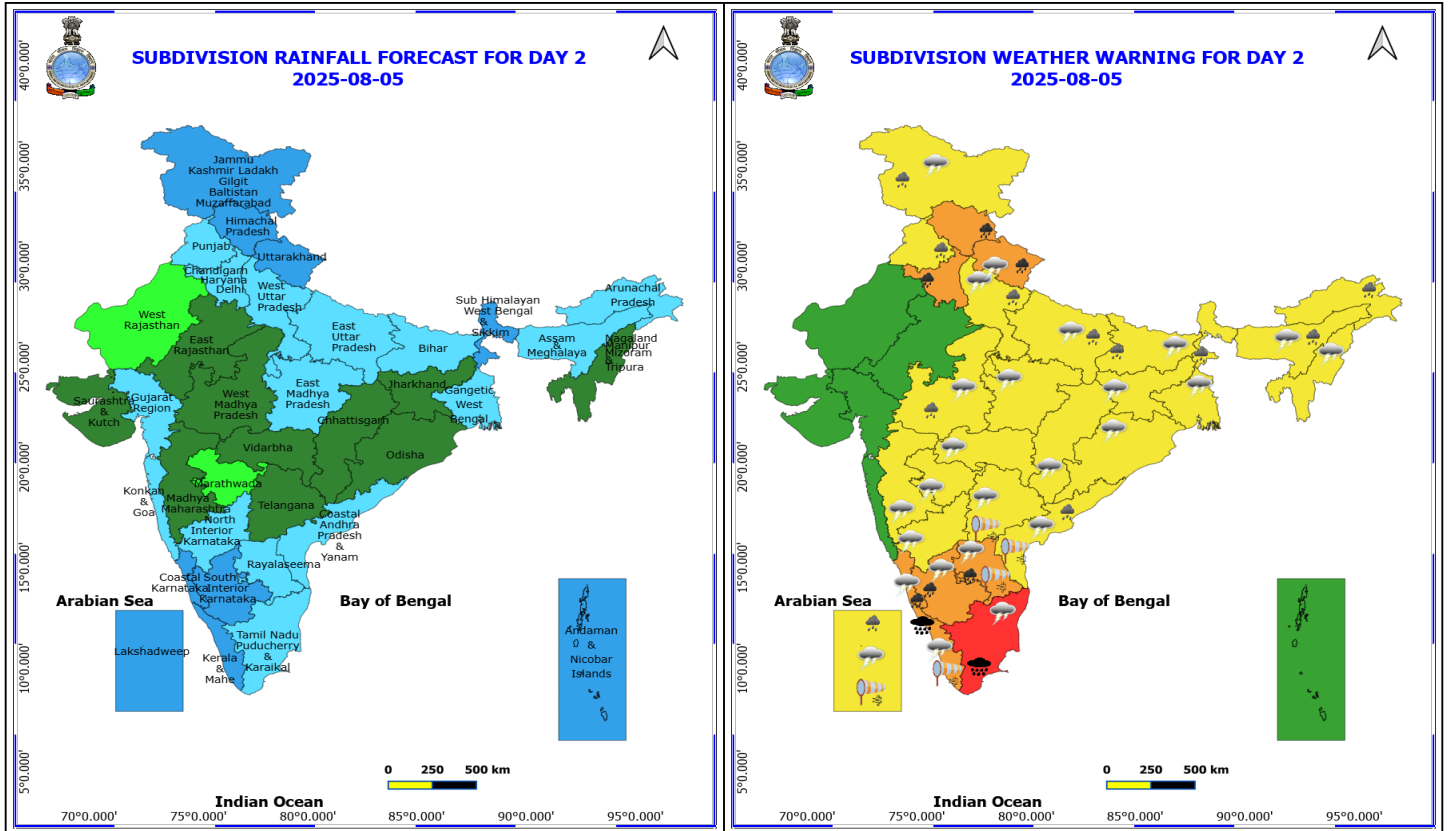 SUBDIVISION RAINFALL FORECAST FOR DAY 2
2025-08-05
40°0.000'
35°0.000'
30°0.000'
25°0.000'
20°0.000'
15°0.000'
10°0.000'
5°0.000'
Jammu
Kashmir Ladakh
Gilgit
Baltistan
Muzaffarabad
Himachal
Pradesh
Punjab
Uttarakhand
Chandigarh
Haryana
Delhi
West
Uttar
Pradesh
West
Rajasthan
East
Rajasthan
East
Uttar
Pradesh
Bihar
Sub Himalayan
West Bengal
&
Sikkim
Arunachal
Pradesh
Assam
&
Meghalaya
Nagaland
Manipur
Mizoram
&
Tripura
Saurashtra
&
Kutch
Gujarat
Region
West
Madhya
Pradesh
East
Madhya
Pradesh
Jharkhand
Gangetic
West
Bengal
Chhattisgarh
Odisha
Vidarbha
Marathwada
Konkan
&
Goa
Madhya
Maharashtra
Telangana
North
Interior
Karnataka
Coastal
Andhra
Pradesh
&
Yanam
Rayalaseema
Coastal
Karnataka
South
Interior
Karnataka
Tamil Nadu
Puducherry
&
Karaikal
Kerala
&
Mahe
Lakshadweep
Andaman
&
Nicobar
Islands
Arabian Sea
Bay of Bengal
Indian Ocean
0 250 500 km
70°0.000' 75°0.000' 80°0.000' 85°0.000' 90°0.000' 95°0.000'
SUBDIVISION WEATHER WARNING FOR DAY 2
2025-08-05
40°0.000'
35°0.000'
30°0.000'
25°0.000'
20°0.000'
15°0.000'
10°0.000'
5°0.000'
Arabian Sea
Bay of Bengal
Indian Ocean
0 250 500 km
70°0.000' 75°0.000' 80°0.000' 85°0.000' 90°0.000' 95°0.000'